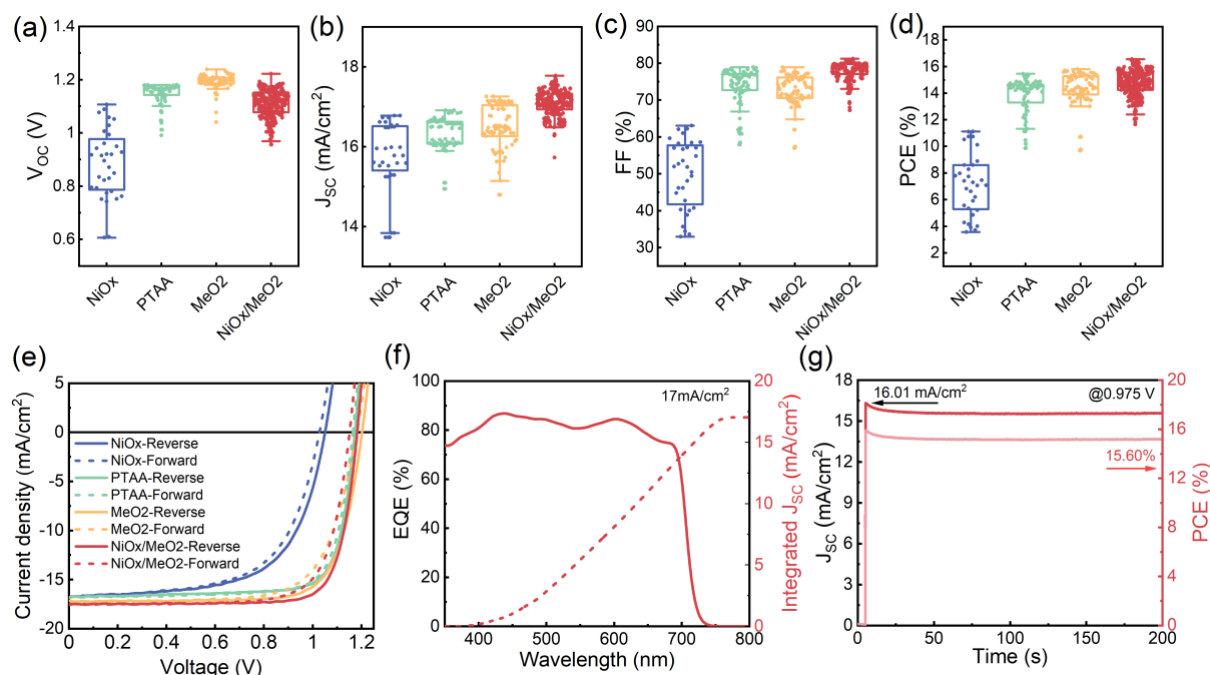 (a)
1.4
1.2
1
0.8
0.6
V_OC (V)
NiOx
PTAA
MeO2
NiOx/MeO2
(b)
18
16
14
J_SC (mA/cm²)
NiOx
PTAA
MeO2
NiOx/MeO2
(c)
90
80
70
60
50
40
30
FF (%)
NiOx
PTAA
MeO2
NiOx/MeO2
(d)
18
16
14
12
10
8
6
4
2
PCE (%)
NiOx
PTAA
MeO2
NiOx/MeO2
(e)
5
0
-5
-10
-15
-20
Current density (mA/cm²)
NiOx-Reverse
NiOx-Forward
PTAA-Reverse
PTAA-Forward
MeO2-Reverse
MeO2-Forward
NiOx/MeO2-Reverse
NiOx/MeO2-Forward
0 0.2 0.4 0.6 0.8 1 1.2
Voltage (V)
(f)
17mA/cm²
100
80
60
40
20
0
EQE (%)
20
18
15
12
9
6
3
0
Integrated J_SC (mA/cm²)
400 500 600 700 800
Wavelength (nm)
(g)
16.01 mA/cm²
@0.975 V
15.60%
18
15
12
9
6
3
0
J_SC (mA/cm²)
20
18
16
12
8
4
0
PCE (%)
0 50 100 150 200
Time (s)